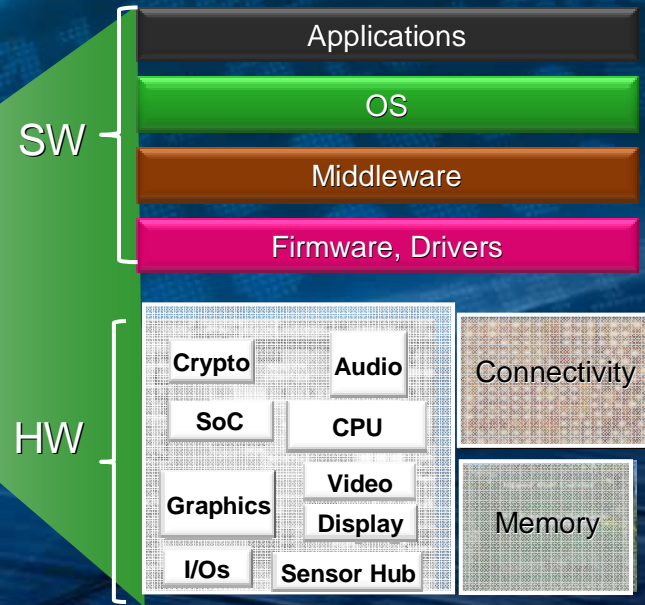 SW
Applications
OS
Middleware
Firmware, Drivers
HW
Crypto
Audio
SoC
CPU
Graphics
Video
Display
I/Os
Sensor Hub
Connectivity
Memory